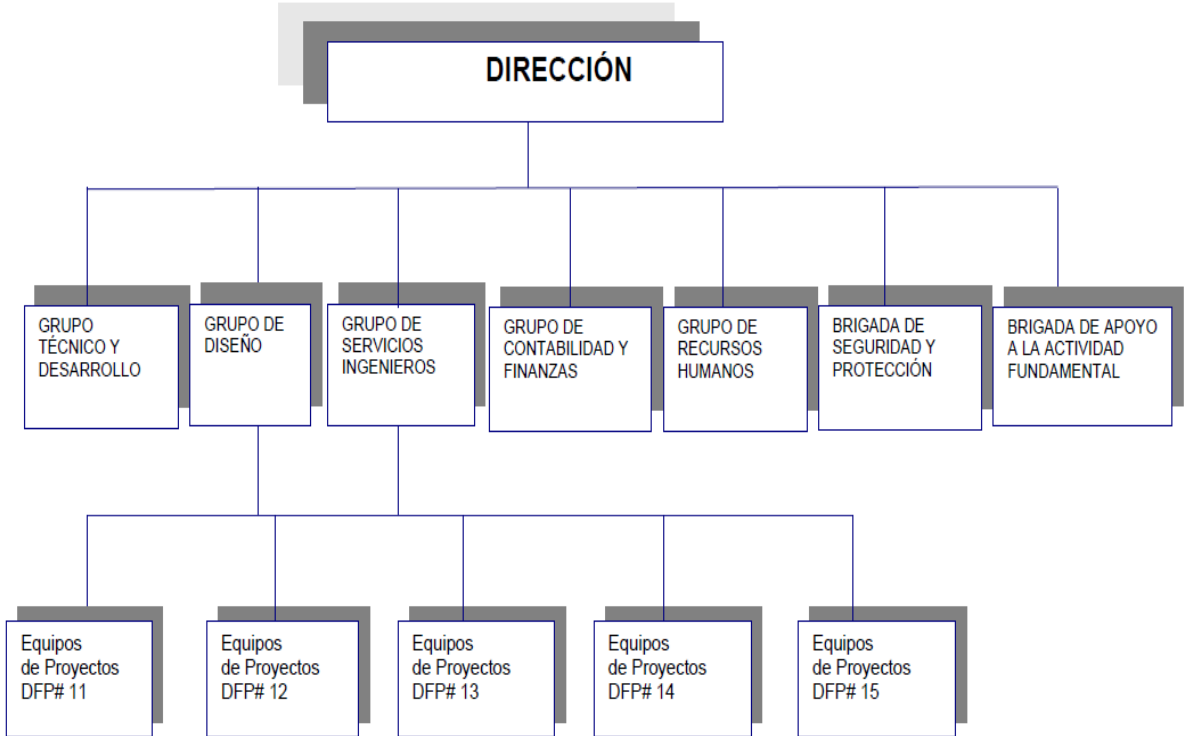 DIRECCIÓN
GRUPO
TÉCNICO Y
DESARROLLO
GRUPO DE
DISEÑO
GRUPO DE
SERVICIOS
INGENIEROS
GRUPO DE
CONTABILIDAD Y
FINANZAS
GRUPO DE
RECURSOS
HUMANOS
BRIGADA DE
SEGURIDAD Y
PROTECCIÓN
BRIGADA DE APOYO
A LA ACTIVIDAD
FUNDAMENTAL
Equipos
de Proyectos
DFP# 11
Equipos
de Proyectos
DFP# 12
Equipos
de Proyectos
DFP# 13
Equipos
de Proyectos
DFP# 14
Equipos
de Proyectos
DFP# 15